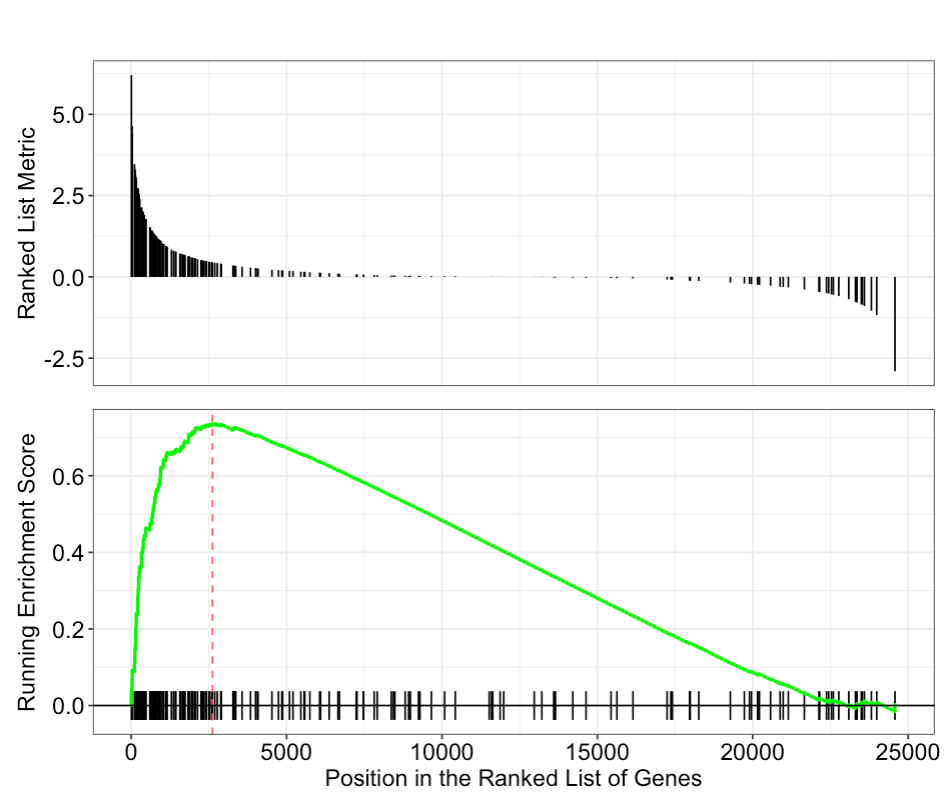 Ranked List Metric
5.0
2.5
0.0
-2.5
Running Enrichment Score
0.6
0.4
0.2
0.0
0 5000 10000 15000 20000 25000
Position in the Ranked List of Genes